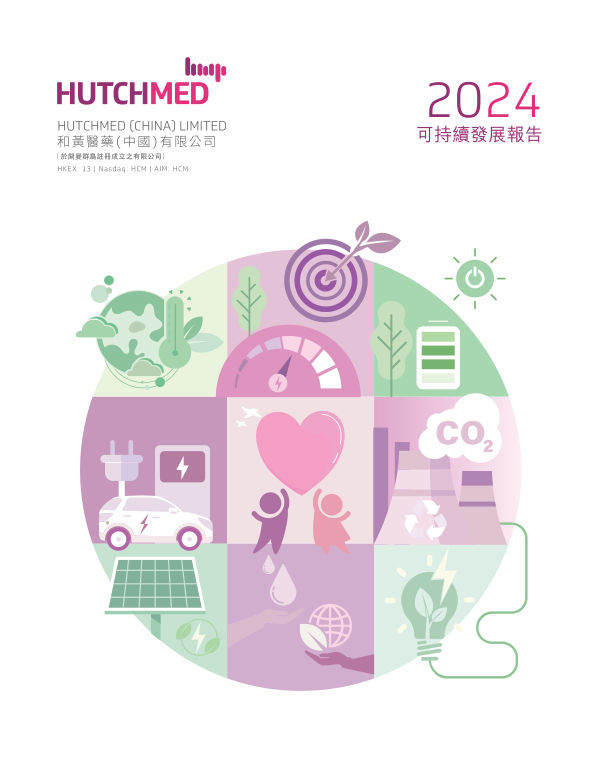 HUTCHMED
HUTCHMED (CHINA) LIMITED
和黃醫藥(中國)有限公司
(於開曼群島註冊成立之有限公司)
HKEX: 13 | Nasdaq: HCM | AIM: HCM
2024
可持續發展報告
CO2